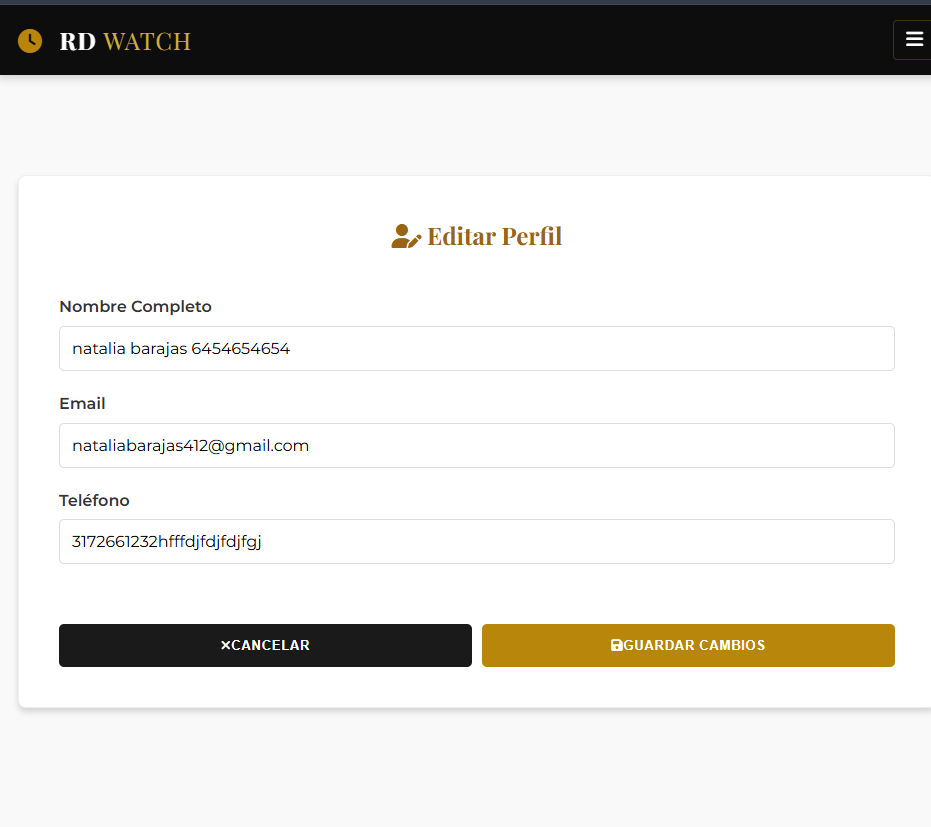 RD WATCH
Editar Perfil
Nombre Completo
natalia barajas 6454654654
Email
nataliabarajas412@gmail.com
Teléfono
3172661232hfffdjfdjfdjfgj
CANCELAR
GUARDAR CAMBIOS